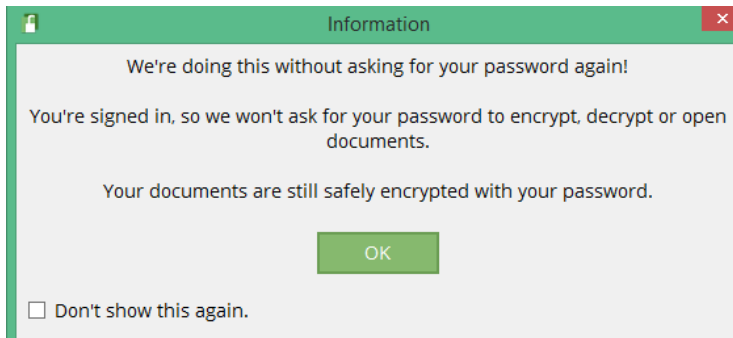 Information
We're doing this without asking for your password again!
You're signed in, so we won't ask for your password to encrypt, decrypt or open
documents.
Your documents are still safely encrypted with your password.
OK
Don't show this again.